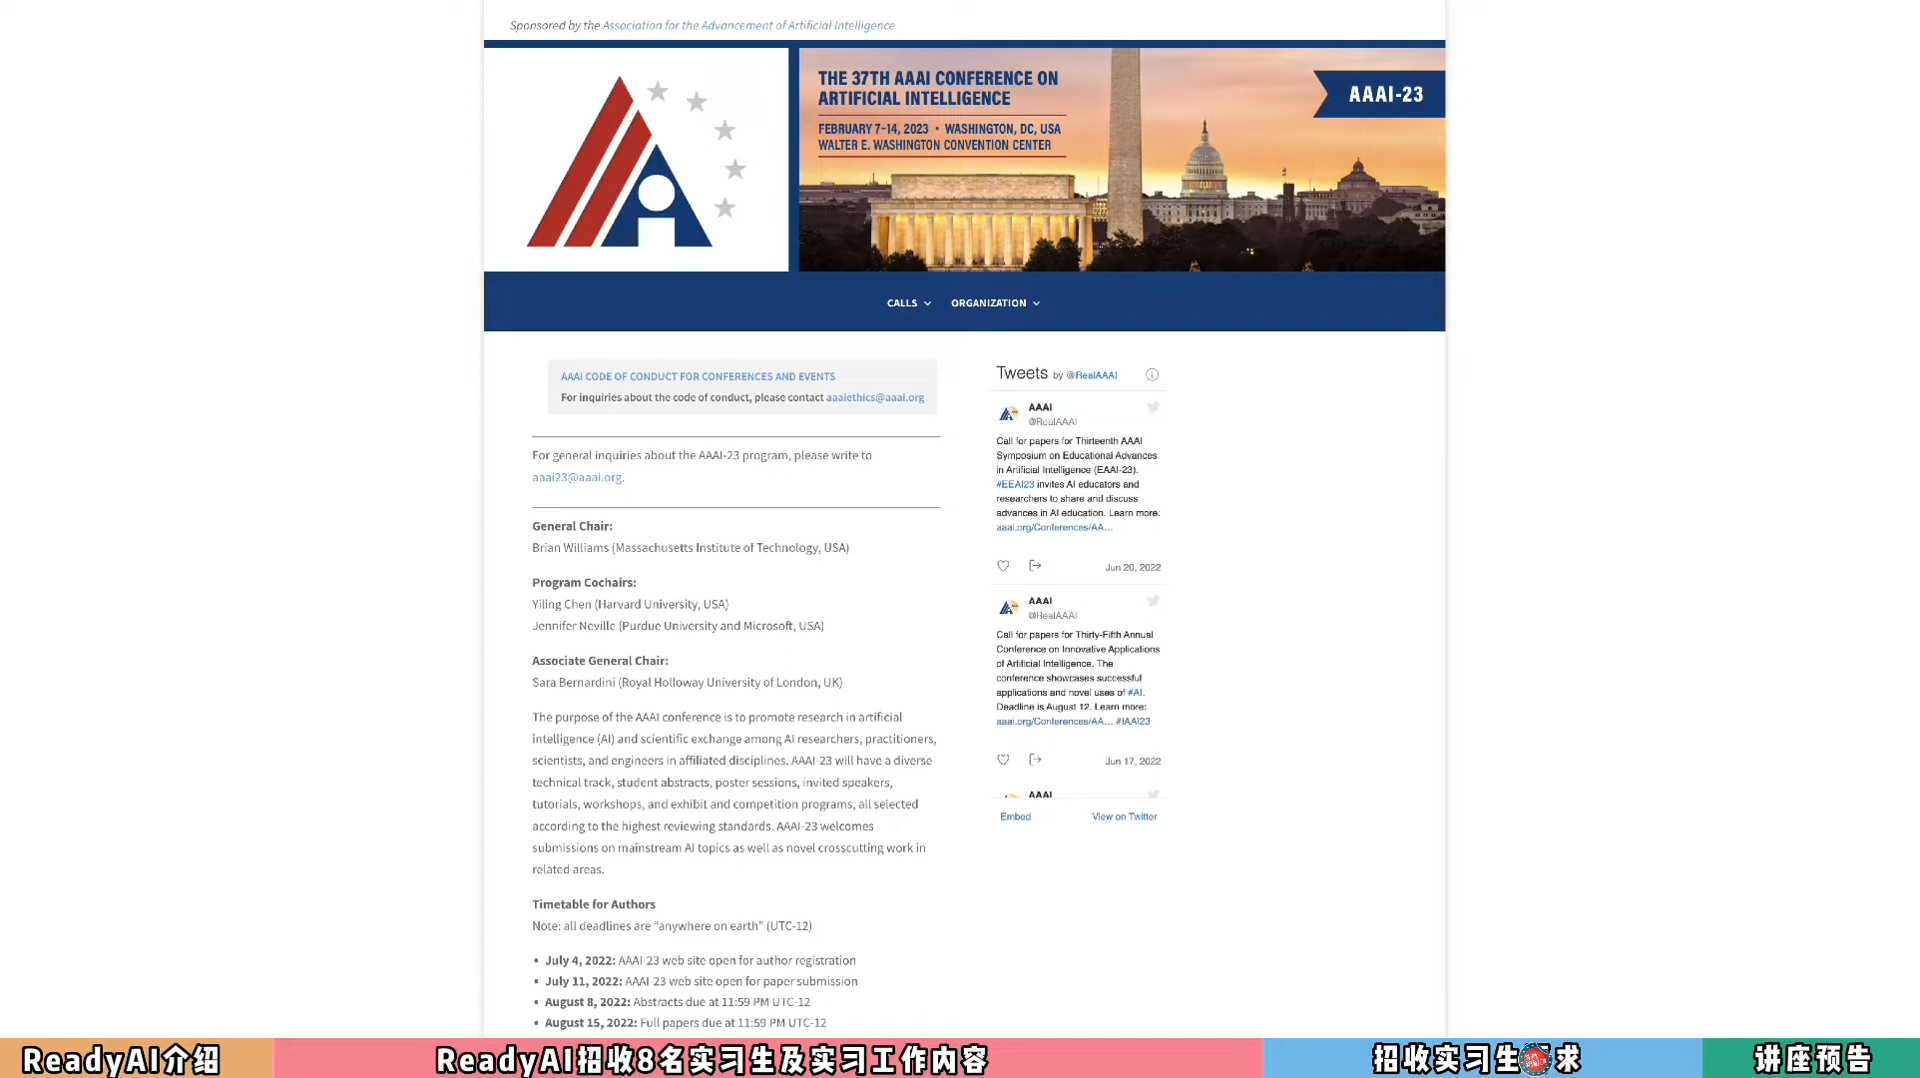 Sponsored by the Association for the Advancement of Artificial Intelligence
THE 37TH AAAI CONFERENCE ON
ARTIFICIAL INTELLIGENCE
FEBRUARY 7-14, 2023 • WASHINGTON, DC, USA
WALTER E. WASHINGTON CONVENTION CENTER
AAAI-23
CALLS
ORGANIZATION
AAAI CODE OF CONDUCT FOR CONFERENCES AND EVENTS
For inquiries about the code of conduct, please contact aaaiethics@aaai.org
For general inquiries about the AAAI-23 program, please write to
aaai23@aaai.org.
General Chair:
Brian Williams (Massachusetts Institute of Technology, USA)
Program Cochairs:
Yiling Chen (Harvard University, USA)
Jennifer Neville (Purdue University and Microsoft, USA)
Associate General Chair:
Sara Bernardini (Royal Holloway University of London, UK)
The purpose of the AAAI conference is to promote research in artificial
intelligence (AI) and scientific exchange among AI researchers, practitioners,
scientists, and engineers in affiliated disciplines. AAAI-23 will have a diverse
technical track, student abstracts, poster sessions, invited speakers,
tutorials, workshops, and exhibit and competition programs, all selected
according to the highest reviewing standards. AAAI-23 welcomes
submissions on mainstream AI topics as well as novel crosscutting work in
related areas.
Timetable for Authors
Note: all deadlines are “anywhere on earth” (UTC-12)
• July 4, 2022: AAAI-23 web site open for author registration
• July 11, 2022: AAAI-23 web site open for paper submission
• August 8, 2022: Abstracts due at 11:59 PM UTC-12
• August 15, 2022: Full papers due at 11:59 PM UTC-12
Tweets by @RealAAAI
AAAI
@RealAAAI
Call for papers for Thirteenth AAAI
Symposium on Educational Advances
in Artificial Intelligence (EAAI-23).
#EEAI23 invites AI educators and
researchers to share and discuss
advances in AI education. Learn more:
aaai.org/Conferences/AA…
Jun 20, 2022
AAAI
@RealAAAI
Call for papers for Thirty-Fifth Annual
Conference on Innovative Applications
of Artificial Intelligence. The
conference showcases successful
applications and novel uses of #AI.
Deadline is August 12. Learn more:
aaai.org/Conferences/AA… #IAAI23
Jun 17, 2022
AAAI
Embed
View on Twitter
ReadyAI介绍
ReadyAI招收8名实习生及实习工作内容
招收实习生求
讲座预告